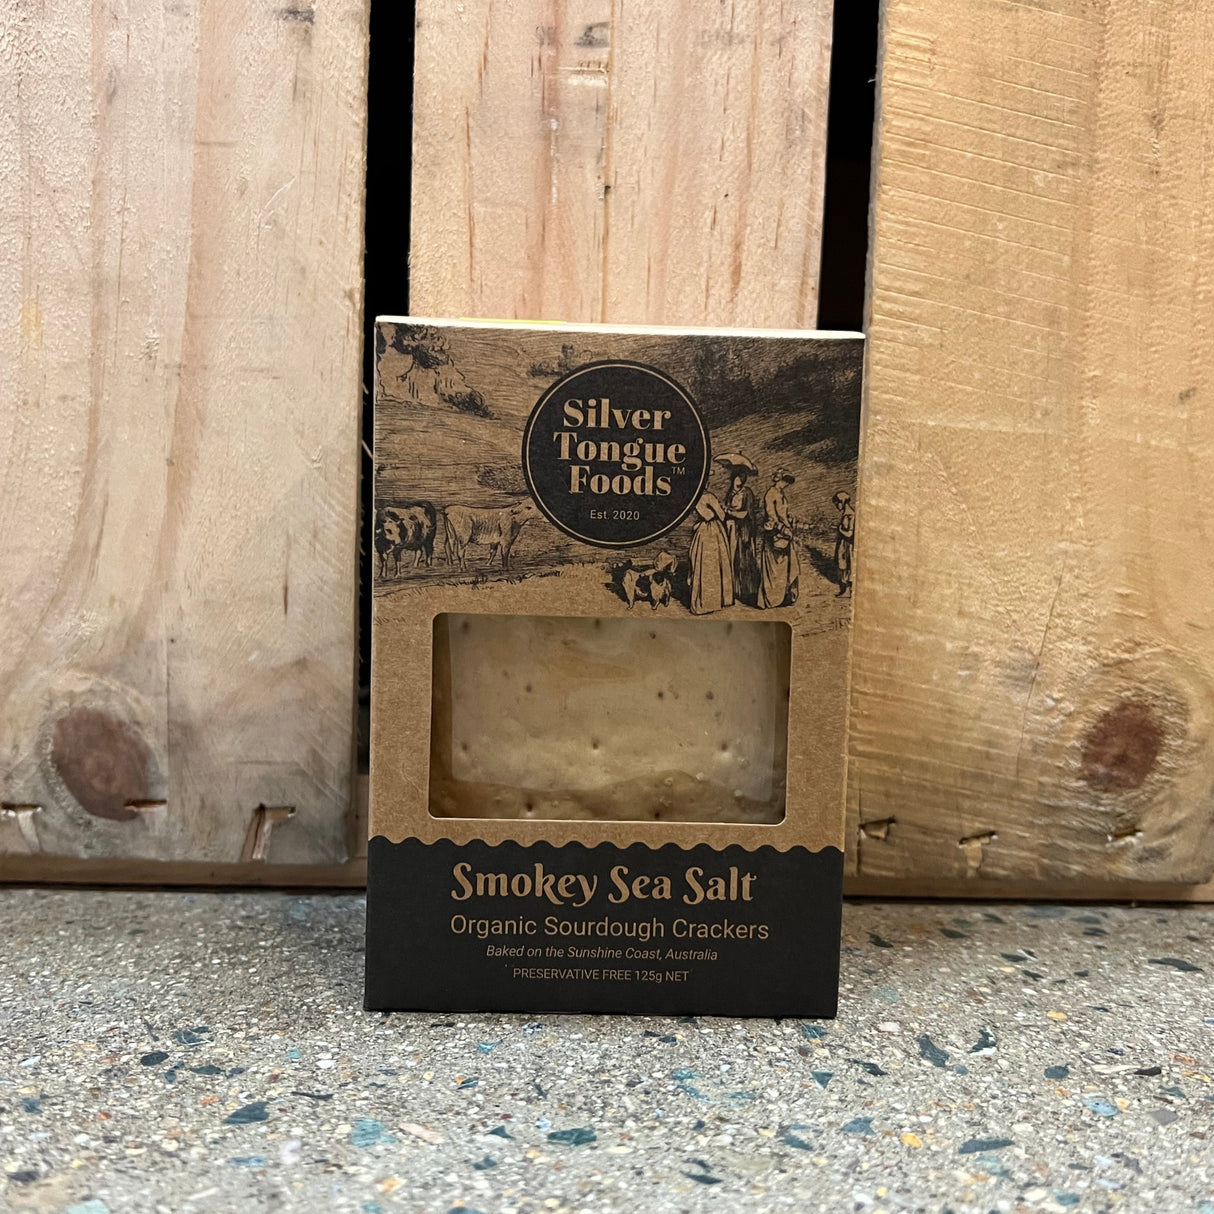 Silver
Tongue
Foods™
Est. 2020
Smokey Sea Salt
Organic Sourdough Crackers
Baked on the Sunshine Coast, Australia
PRESERVATIVE FREE 125g NET